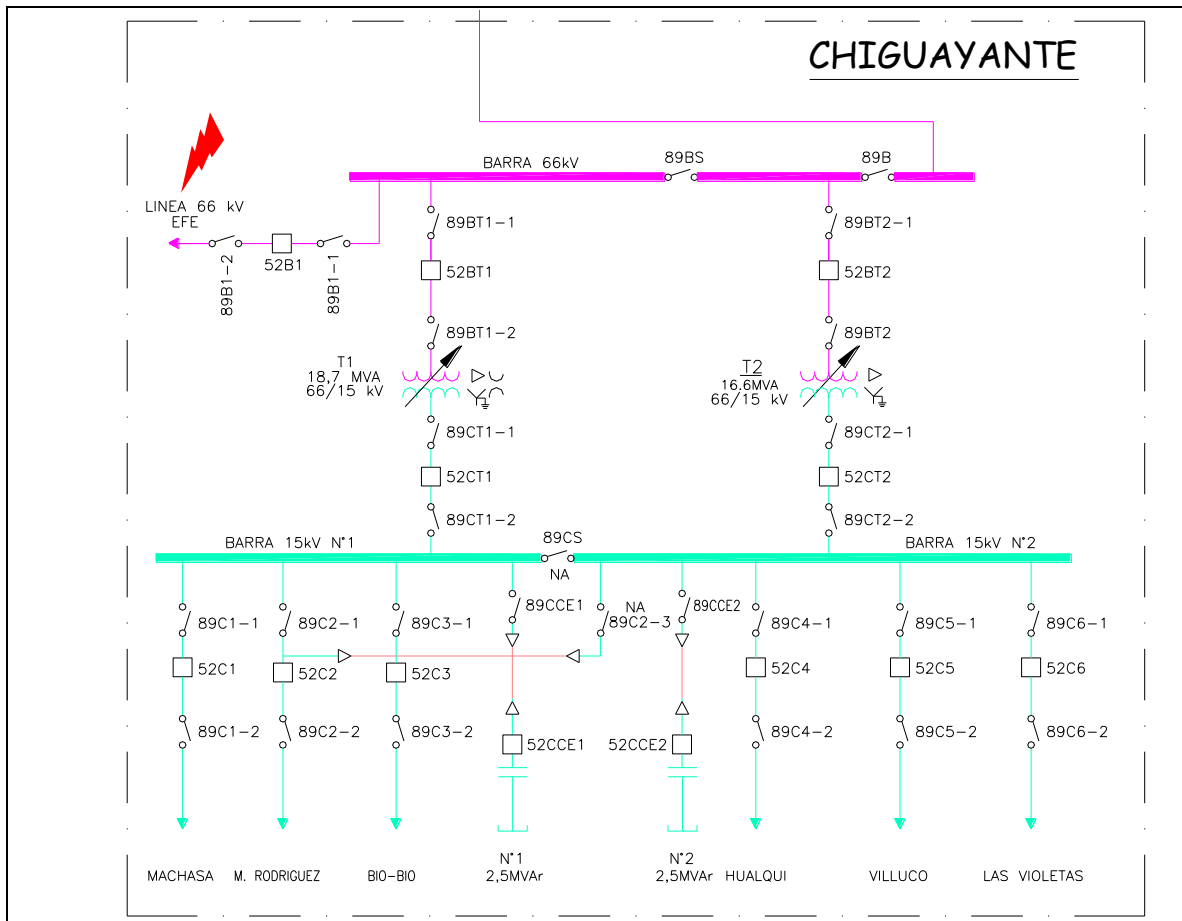 CHIGUAYANTE
BARRA 66kV
89BS
89B
LINEA 66 kV
EFE
89B1-2
52B1
89B1-1
89BT1-1
52BT1
89BT1-2
89BT2-1
52BT2
89BT2
T1
18,7 MVA
66/15 kV
T2
16.6MVA
66/15 kV
89CT1-1
52CT1
89CT1-2
89CT2-1
52CT2
89CT2-2
BARRA 15kV N°1
89CS
NA
BARRA 15kV N°2
89C1-1
89C2-1
89C3-1
89CCE1
NA
89C2-3
89CCE2
89C4-1
89C5-1
89C6-1
52C1
52C2
52C3
52C4
52C5
52C6
89C1-2
89C2-2
89C3-2
52CCE1
52CCE2
89C4-2
89C5-2
89C6-2
MACHASA
M. RODRIGUEZ
BIO-BIO
N°1
2,5MVAr
N°2
2,5MVAr
HUALQUI
VILLUCO
LAS VIOLETAS